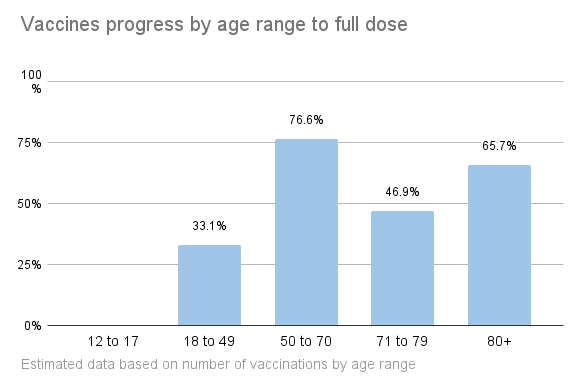 Vaccines progress by age range to full dose
100
%
76.6%
75%
65.7%
50%
46.9%
33.1%
25%
0%
12 to 17
18 to 49
50 to 70
71 to 79
80+
Estimated data based on number of vaccinations by age range